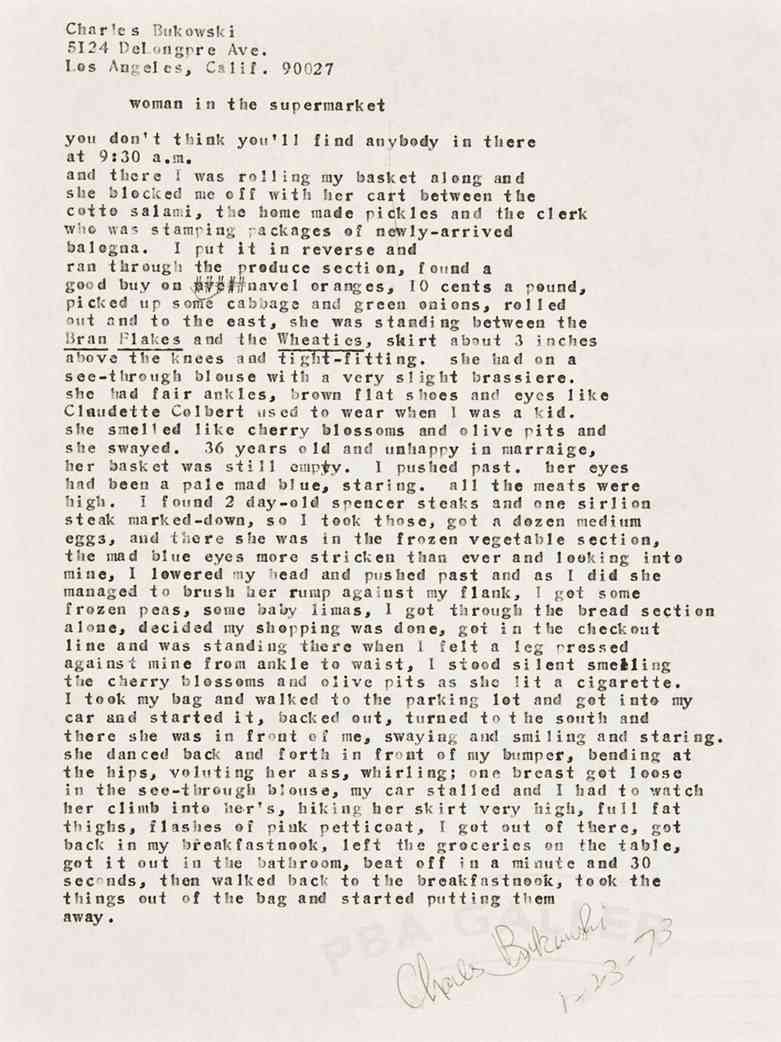 Charles Bukowski
5124 DeLongpre Ave.
Los Angeles, Calif. 90027
woman in the supermarket
you don't think you'll find anybody in there
at 9:30 a.m.
and there I was rolling my basket along and
she blocked me off with her cart between the
cotto salami, the home made pickles and the clerk
who was stamping packages of newly-arrived
balogna. I put it in reverse and
ran through the produce section, found a
good buy on navel oranges, 10 cents a pound,
picked up some cabbage and green onions, rolled
out and to the east, she was standing between the
Bran Flakes and the Wheaties, skirt about 3 inches
above the knees and tight-fitting. she had on a
see-through blouse with a very slight brassiere.
she had fair ankles, brown flat shoes and eyes like
Claudette Colbert used to wear when I was a kid.
she smelled like cherry blossoms and olive pits and
she swayed. 36 years old and unhappy in marraige,
her basket was still empty. I pushed past. her eyes
had been a pale mad blue, staring. all the meats were
high. I found 2 day-old spencer steaks and one sirlion
steak marked-down, so I took those, got a dozen medium
eggs, and there she was in the frozen vegetable section,
the mad blue eyes more stricken than ever and looking into
mine, I lowered my head and pushed past and as I did she
managed to brush her rump against my flank, I got some
frozen peas, some baby limas, I got through the bread section
alone, decided my shopping was done, got in the checkout
line and was standing there when I felt a leg pressed
against mine from ankle to waist, I stood silent smelling
the cherry blossoms and olive pits as she lit a cigarette.
I took my bag and walked to the parking lot and got into my
car and started it, backed out, turned to the south and
there she was in front of me, swaying and smiling and staring.
she danced back and forth in front of my bumper, bending at
the hips, voluting her ass, whirling; one breast got loose
in the see-through blouse, my car stalled and I had to watch
her climb into her's, hiking her skirt very high, full fat
thighs, flashes of pink petticoat, I got out of there, got
back in my breakfastnook, left the groceries on the table,
got it out in the bathroom, beat off in a minute and 30
seconds, then walked back to the breakfastnook, took the
things out of the bag and started putting them
away.
PBA GALLERI
Charles Bukowski
1-23-73